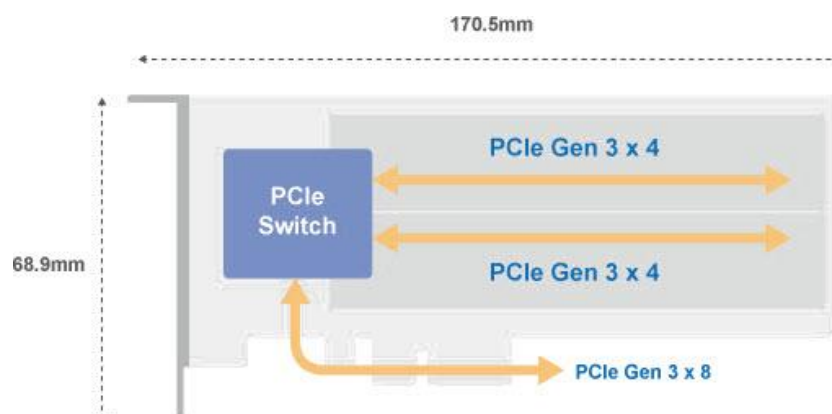 170.5mm
PCIe Gen 3 x 4
PCIe
Switch
68.9mm
PCIe Gen 3 x 4
PCIe Gen 3 x 8